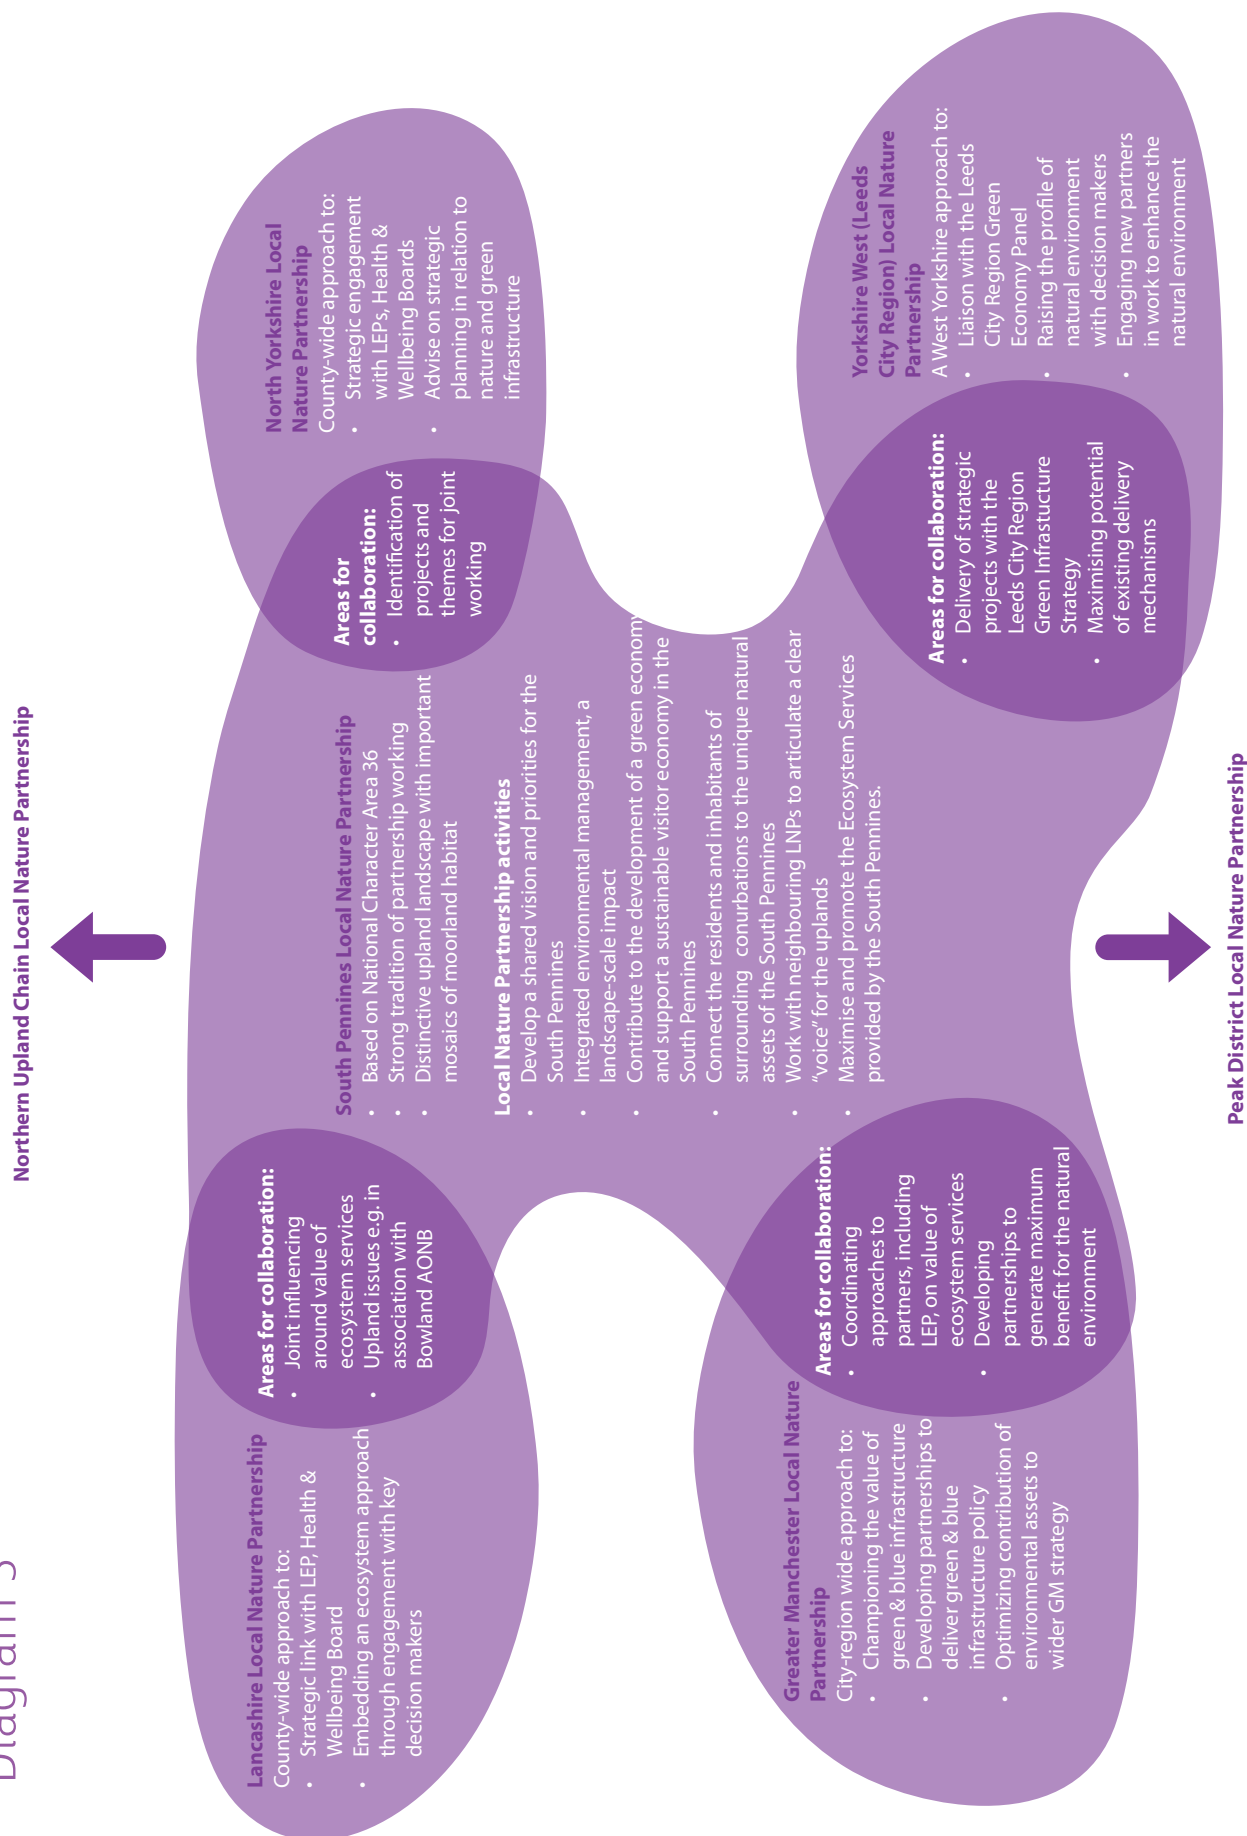 Diagram
Northern Upland Chain Local Nature Partnership
Lancashire Local Nature Partnership
County-wide approach to:
• Strategic link with LEP, Health &
Wellbeing Board
• Embedding an ecosystem approach
through engagement with key
decision makers
Areas for collaboration:
• Joint influencing
around value of
ecosystem services
• Upland issues e.g. in
association with
Bowland AONB
South Pennines Local Nature Partnership
• Based on National Character Area 36
• Strong tradition of partnership working
• Distinctive upland landscape with important
mosaics of moorland habitat
Local Nature Partnership activities
• Develop a shared vision and priorities for the
South Pennines
• Integrated environmental management, a
landscape-scale impact
• Contribute to the development of a green economy
and support a sustainable visitor economy in the
South Pennines
• Connect the residents and inhabitants of
surrounding conurbations to the unique natural
assets of the South Pennines
• Work with neighbouring LNPs to articulate a clear
“voice” for the uplands
• Maximise and promote the Ecosystem Services
provided by the South Pennines.
Areas for
collaboration:
• Identification of
projects and
themes for joint
working
North Yorkshire Local
Nature Partnership
County-wide approach to:
• Strategic engagement
with LEPs, Health &
Wellbeing Boards
• Advise on strategic
planning in relation to
nature and green
infrastructure
Greater Manchester Local Nature
Partnership
City-region wide approach to:
• Championing the value of
green & blue infrastructure
• Developing partnerships to
deliver green & blue
infrastructure policy
• Optimizing contribution of
environmental assets to
wider GM strategy
Areas for collaboration:
• Coordinating
approaches to
partners, including
LEP, on value of
ecosystem services
• Developing
partnerships to
generate maximum
benefit for the natural
environment
Areas for collaboration:
• Delivery of strategic
projects with the
Leeds City Region
Green Infrastucture
Strategy
• Maximising potential
of existing delivery
mechanisms
Yorkshire West (Leeds
City Region) Local Nature
Partnership
A West Yorkshire approach to:
• Liaison with the Leeds
City Region Green
Economy Panel
• Raising the profile of
natural environment
with decision makers
• Engaging new partners
in work to enhance the
natural environment
Peak District Local Nature Partnership